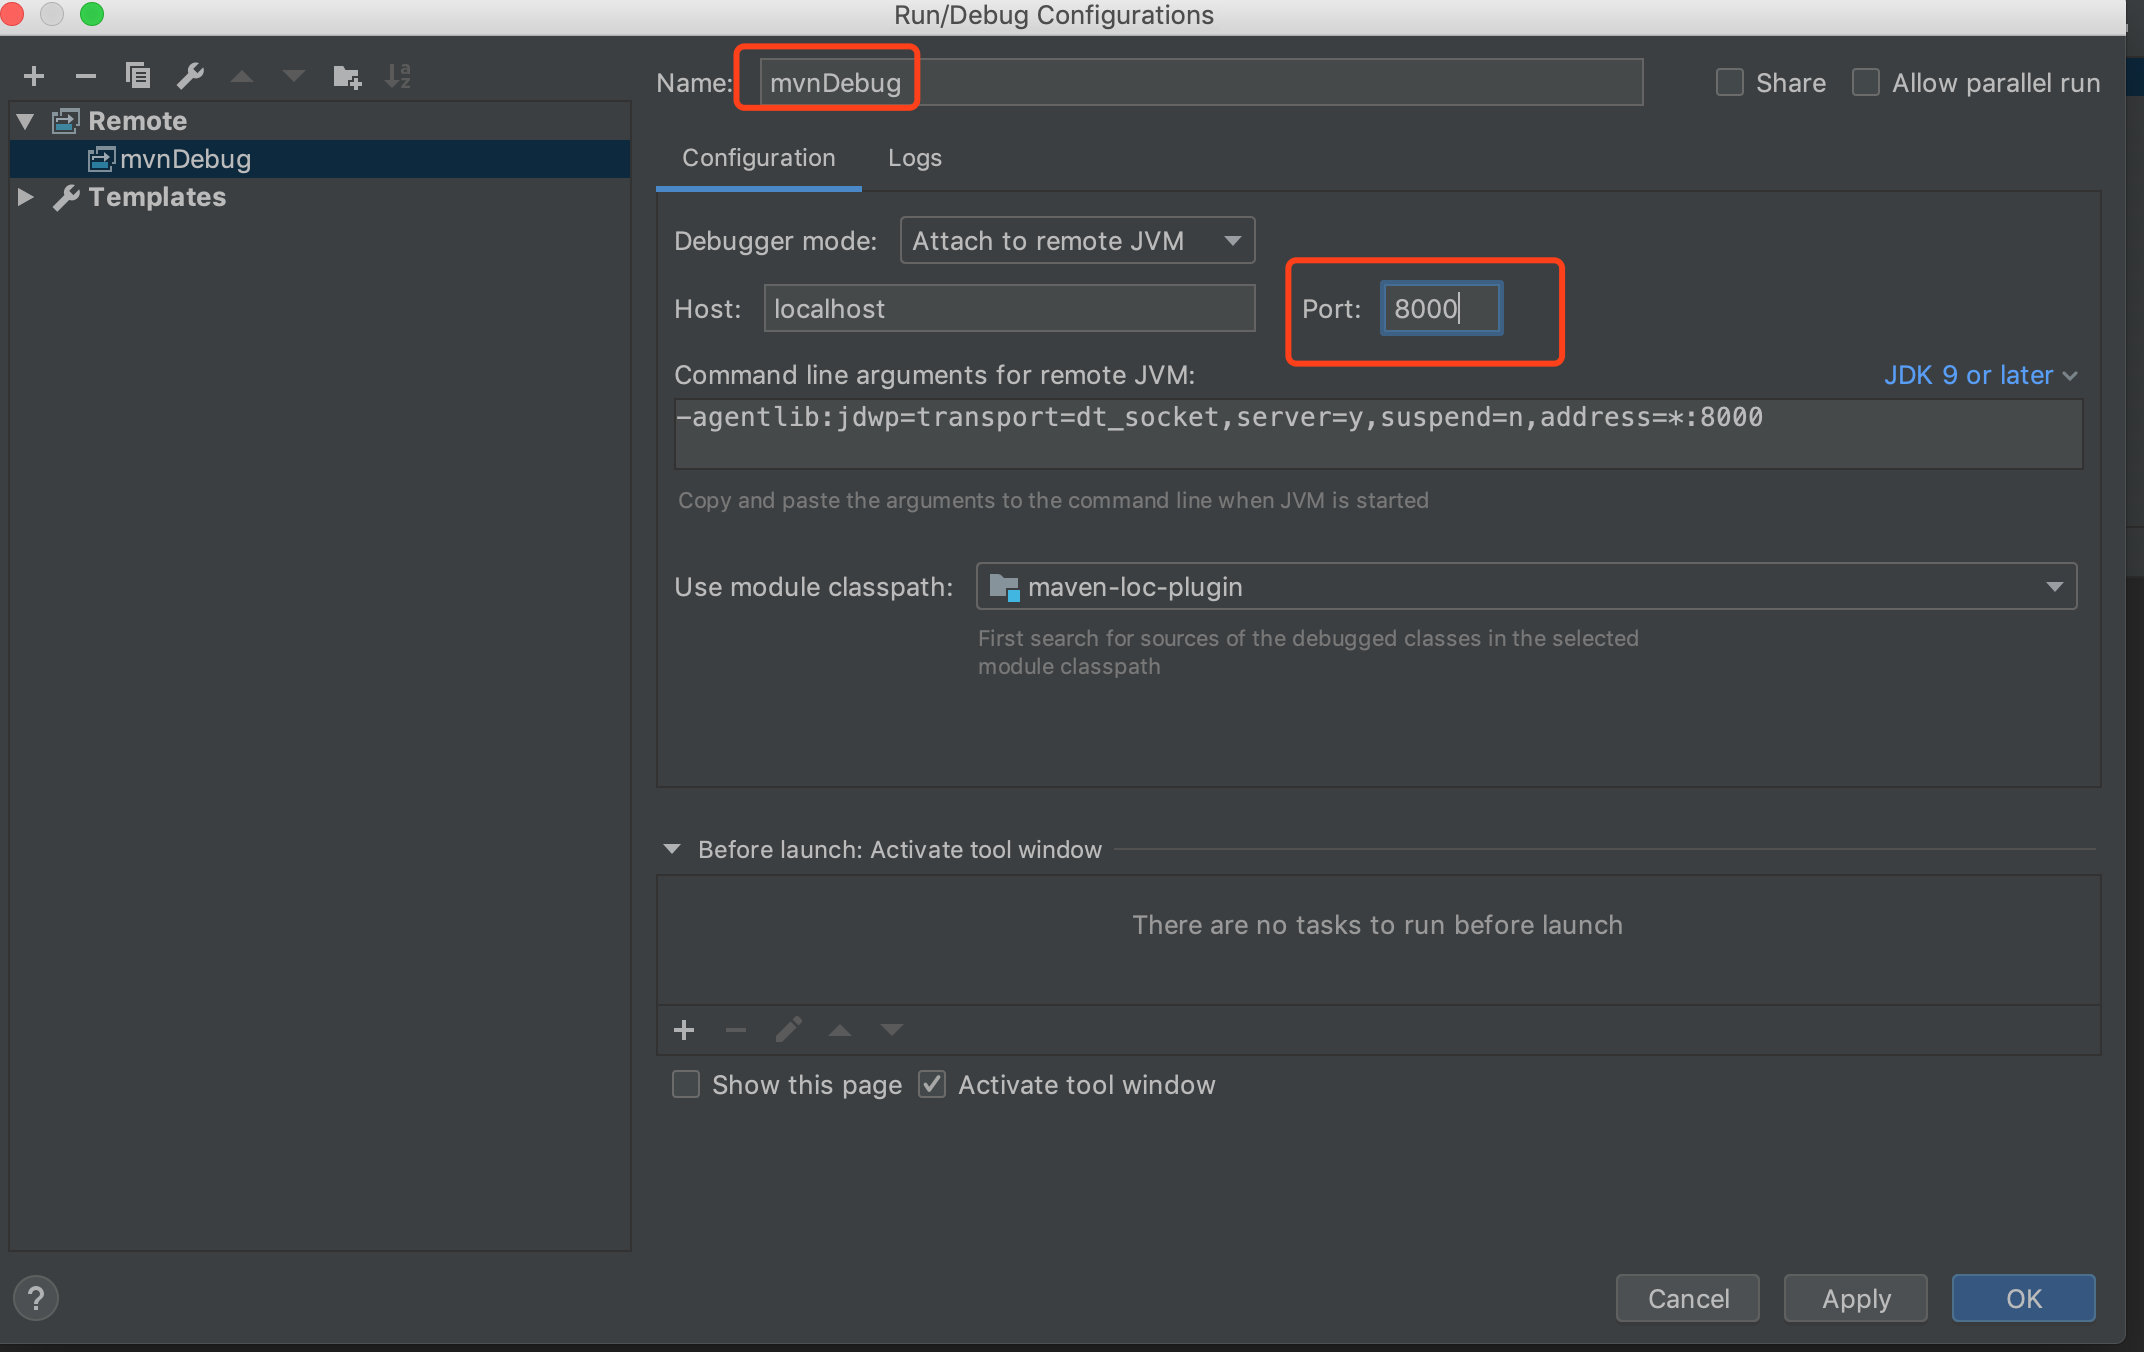 Run/Debug Configurations
Name: mvnDebug
Share
Allow parallel run
Remote
mvnDebug
Templates
Configuration
Logs
Debugger mode: Attach to remote JVM
Host: localhost
Port: 8000
Command line arguments for remote JVM:
JDK 9 or later
-agentlib:jdwp=transport=dt_socket,server=y,suspend=n,address=*:8000
Copy and paste the arguments to the command line when JVM is started
Use module classpath: maven-loc-plugin
First search for sources of the debugged classes in the selected
module classpath
Before launch: Activate tool window
There are no tasks to run before launch
Show this page
Activate tool window
?
Cancel
Apply
OK